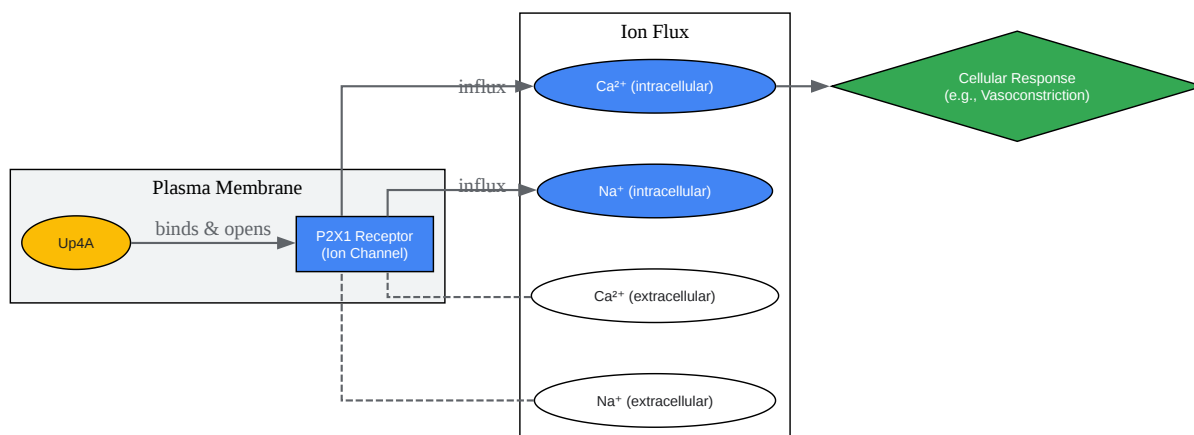 Ion Flux
influx
Ca²⁺ (intracellular)
Cellular Response
(e.g., Vasoconstriction)
Plasma Membrane
influx
Na⁺ (intracellular)
Up4A
binds & opens
P2X1 Receptor
(Ion Channel)
Ca²⁺ (extracellular)
Na⁺ (extracellular)